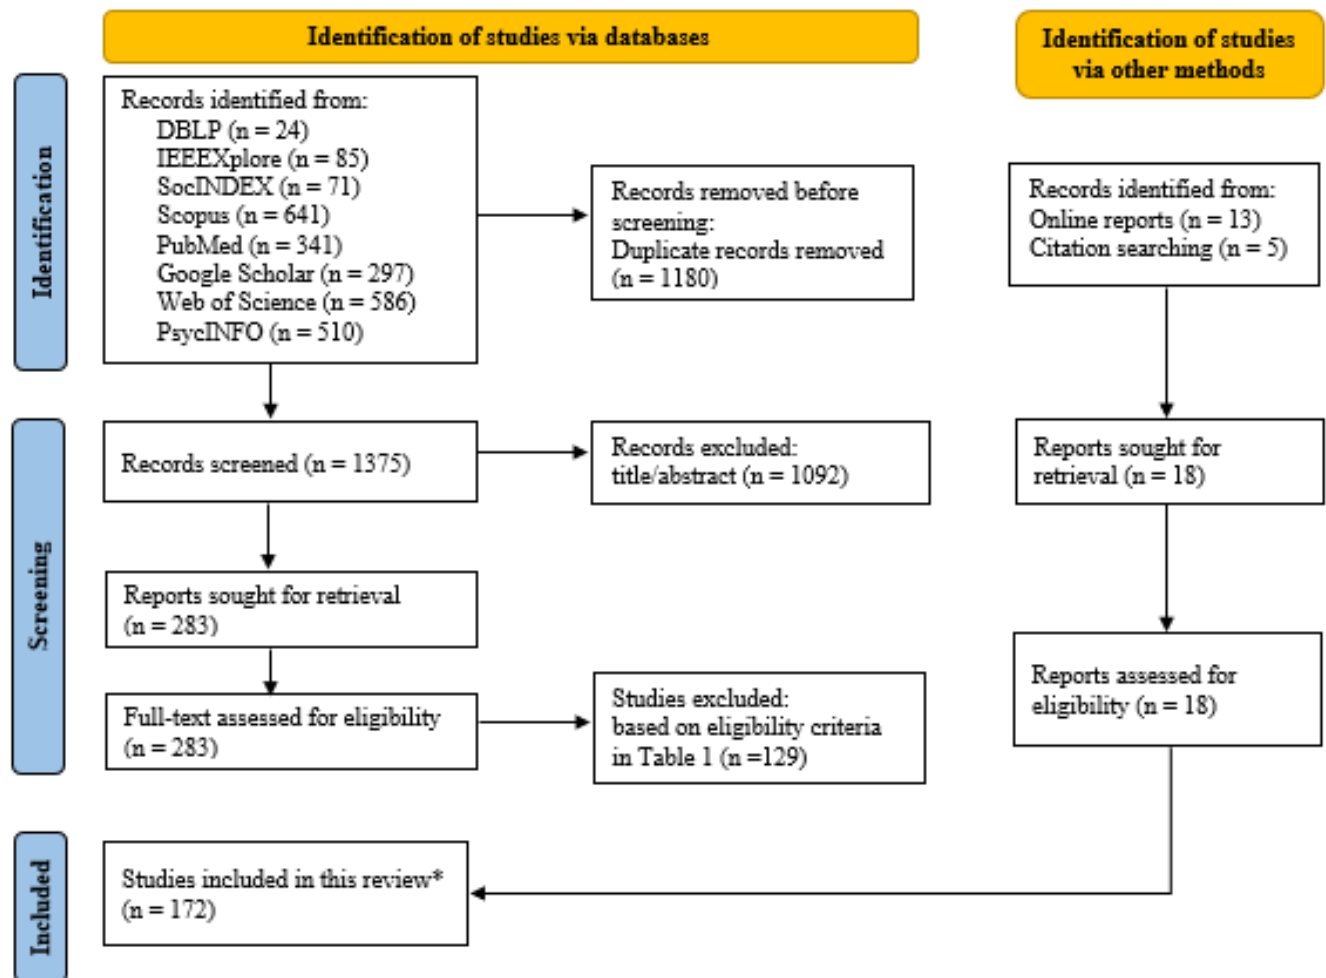 Identification of studies via databases
Identification of studies
via other methods
Identification
Records identified from:
DBLP (n = 24)
IEEEXplore (n = 85)
SocINDEX (n = 71)
Scopus (n = 641)
PubMed (n = 341)
Google Scholar (n = 297)
Web of Science (n = 586)
PsycINFO (n = 510)
Records removed before
screening:
Duplicate records removed
(n = 1180)
Records identified from:
Online reports (n = 13)
Citation searching (n = 5)
Screening
Records screened (n = 1375)
Records excluded:
title/abstract (n = 1092)
Reports sought for
retrieval (n = 18)
Reports sought for retrieval
(n = 283)
Full-text assessed for eligibility
(n = 283)
Studies excluded:
based on eligibility criteria
in Table 1 (n =129)
Reports assessed for
eligibility (n = 18)
Included
Studies included in this review*
(n = 172)